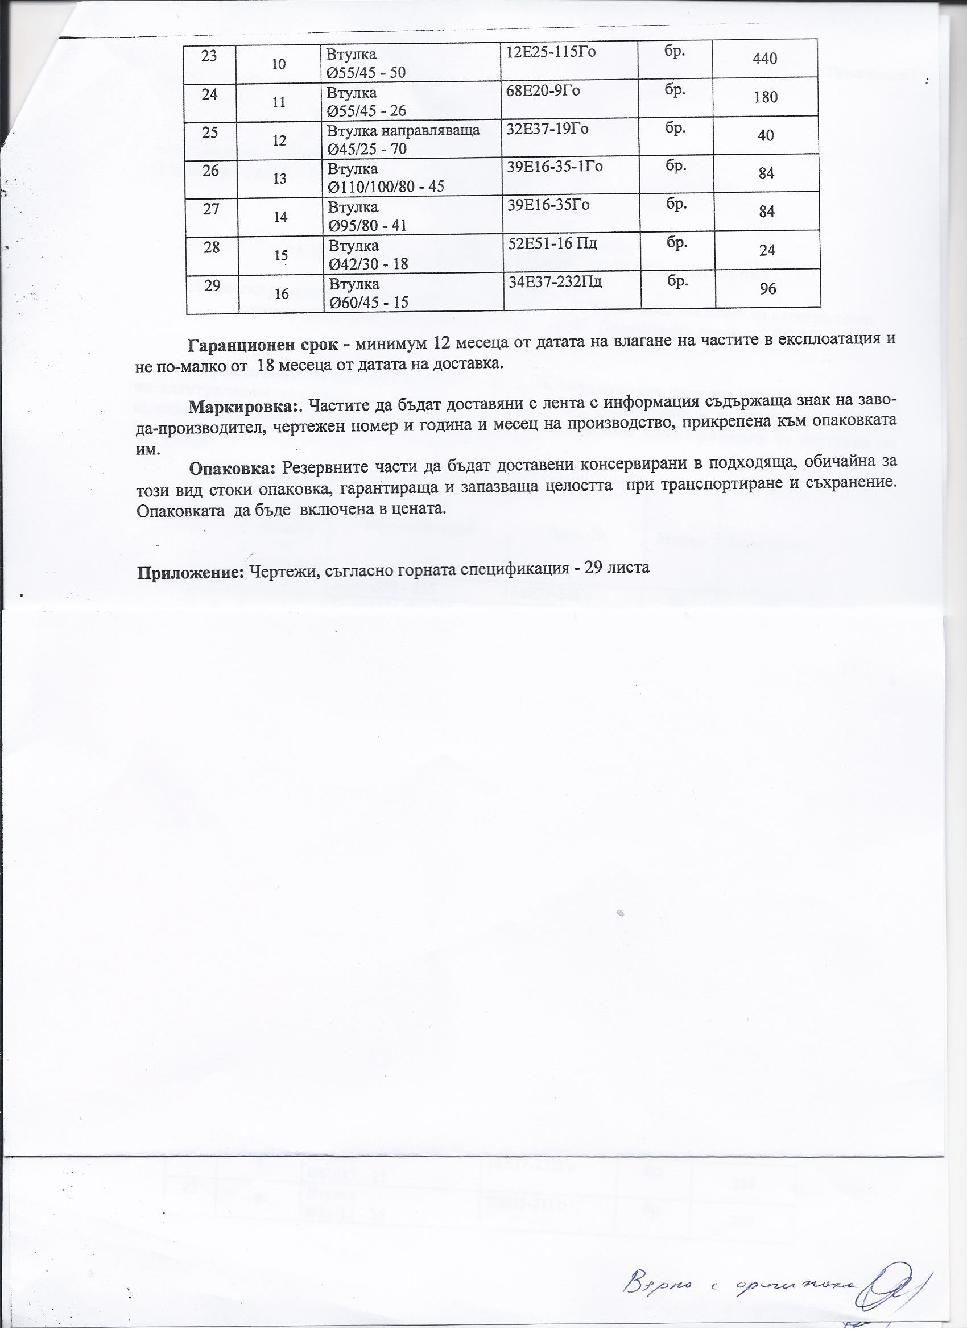 23 10 Втулка 12Е25-115Го бр. 440
Ø55/45 - 50
24 11 Втулка 68Е20-9Го бр. 180
Ø55/45 - 26
25 12 Втулка направляваща 32Е37-19Го бр. 40
Ø45/25 - 70
26 13 Втулка 39Е16-35-1Го бр. 84
Ø110/100/80 - 45
27 14 Втулка 39Е16-35Го бр. 84
Ø95/80 - 41
28 15 Втулка 52Е51-16 Пд бр. 24
Ø42/30 - 18
29 16 Втулка 34Е37-232Пд бр. 96
Ø60/45 - 15
Гаранционен срок - минимум 12 месеца от датата на влагане на частите в експлоатация и
не по-малко от 18 месеца от датата на доставка.
Маркировка:. Частите да бъдат доставяни с лента с информация съдържаща знак на заво-
да-производител, чертежен номер и година и месец на производство, прикрепена към опаковката
им.
Опаковка: Резервните части да бъдат доставени консервирани в подходяща, обичайна за
този вид стоки опаковка, гарантираща и запазваща целостта при транспортиране и съхранение.
Опаковката да бъде включена в цената.
Приложение: Чертежи, съгласно горната спецификация - 29 листа
Вярно с оригинала